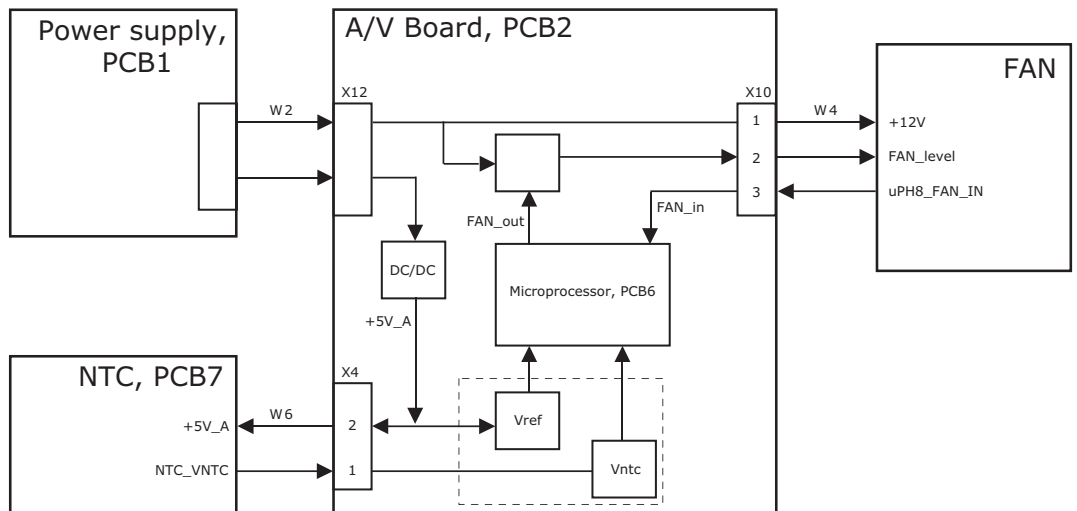 Power supply,
PCB1
A/V Board, PCB2
FAN
X12
X10
W2
W4
1
+12V
2
FAN_level
3
uPH8_FAN_IN
FAN_out
FAN_in
DC/DC
Microprocessor, PCB6
+5V_A
NTC, PCB7
X4
W6
+5V_A
2
Vref
NTC_VNTC
1
Vntc